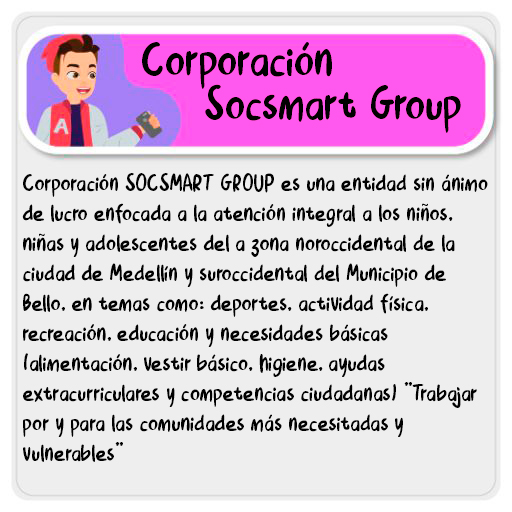 Corporación
Socsmart Group
A
Corporación SOCSMART GROUP es una entidad sin ánimo
de lucro enfocada a la atención integral a los niños,
niñas y adolescentes del a zona noroccidental de la
ciudad de Medellín y suroccidental del Municipio de
Bello, en temas como: deportes, actividad física,
recreación, educación y necesidades básicas
(alimentación, vestir básico, higiene, ayudas
extracurriculares y competencias ciudadanas) "Trabajar
por y para las comunidades más necesitadas y
vulnerables"